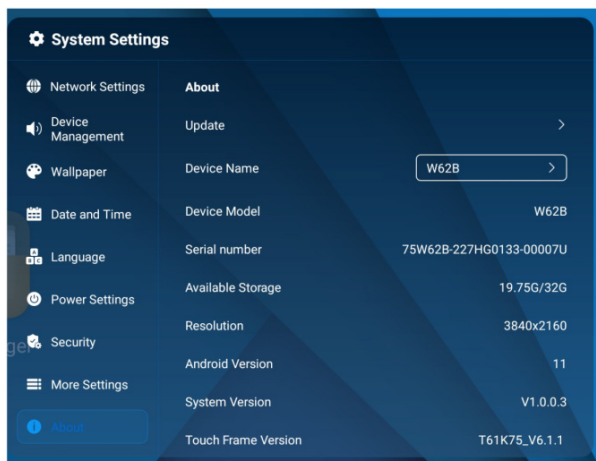 System Settings
Network Settings
Device
Management
Wallpaper
Date and Time
Language
Power Settings
Security
More Settings
About
About
Update
Device Name W62B
Device Model W62B
Serial number 75W62B-227HG0133-00007U
Available Storage 19.75G/32G
Resolution 3840x2160
Android Version 11
System Version V1.0.0.3
Touch Frame Version T61K75_V6.1.1